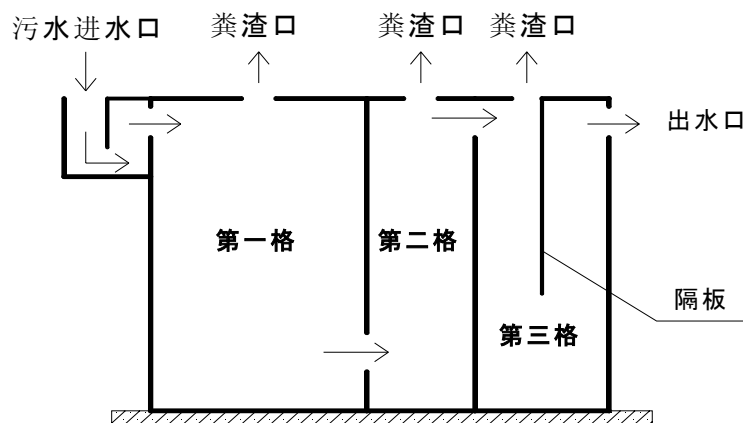 污水进水口
粪渣口
粪渣口
粪渣口
出水口
第一格
第二格
隔板
第三格